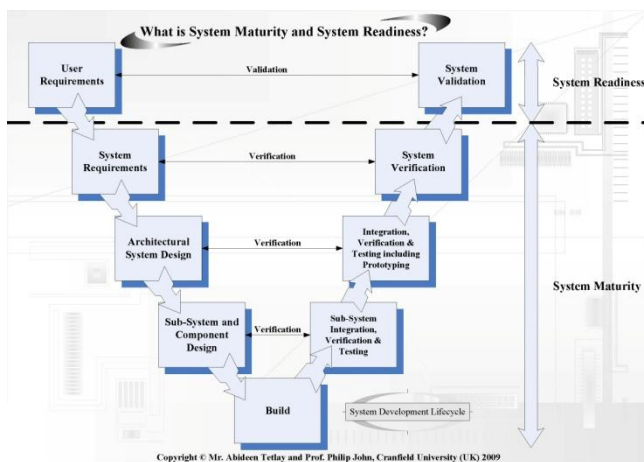 What is System Maturity and System Readiness?
User
Requirements
Validation
System
Validation
System Readiness
System
Requirements
Verification
System
Verification
Architectural
System Design
Verification
Integration,
Verification &
Testing including
Prototyping
System Maturity
Sub-System and
Component
Design
Verification
Sub-System
Integration,
Verification &
Testing
Build
System Development Lifecycle
Copyright © Mr. Abideen Tetlay and Prof. Philip John, Cranfield University (UK) 2009